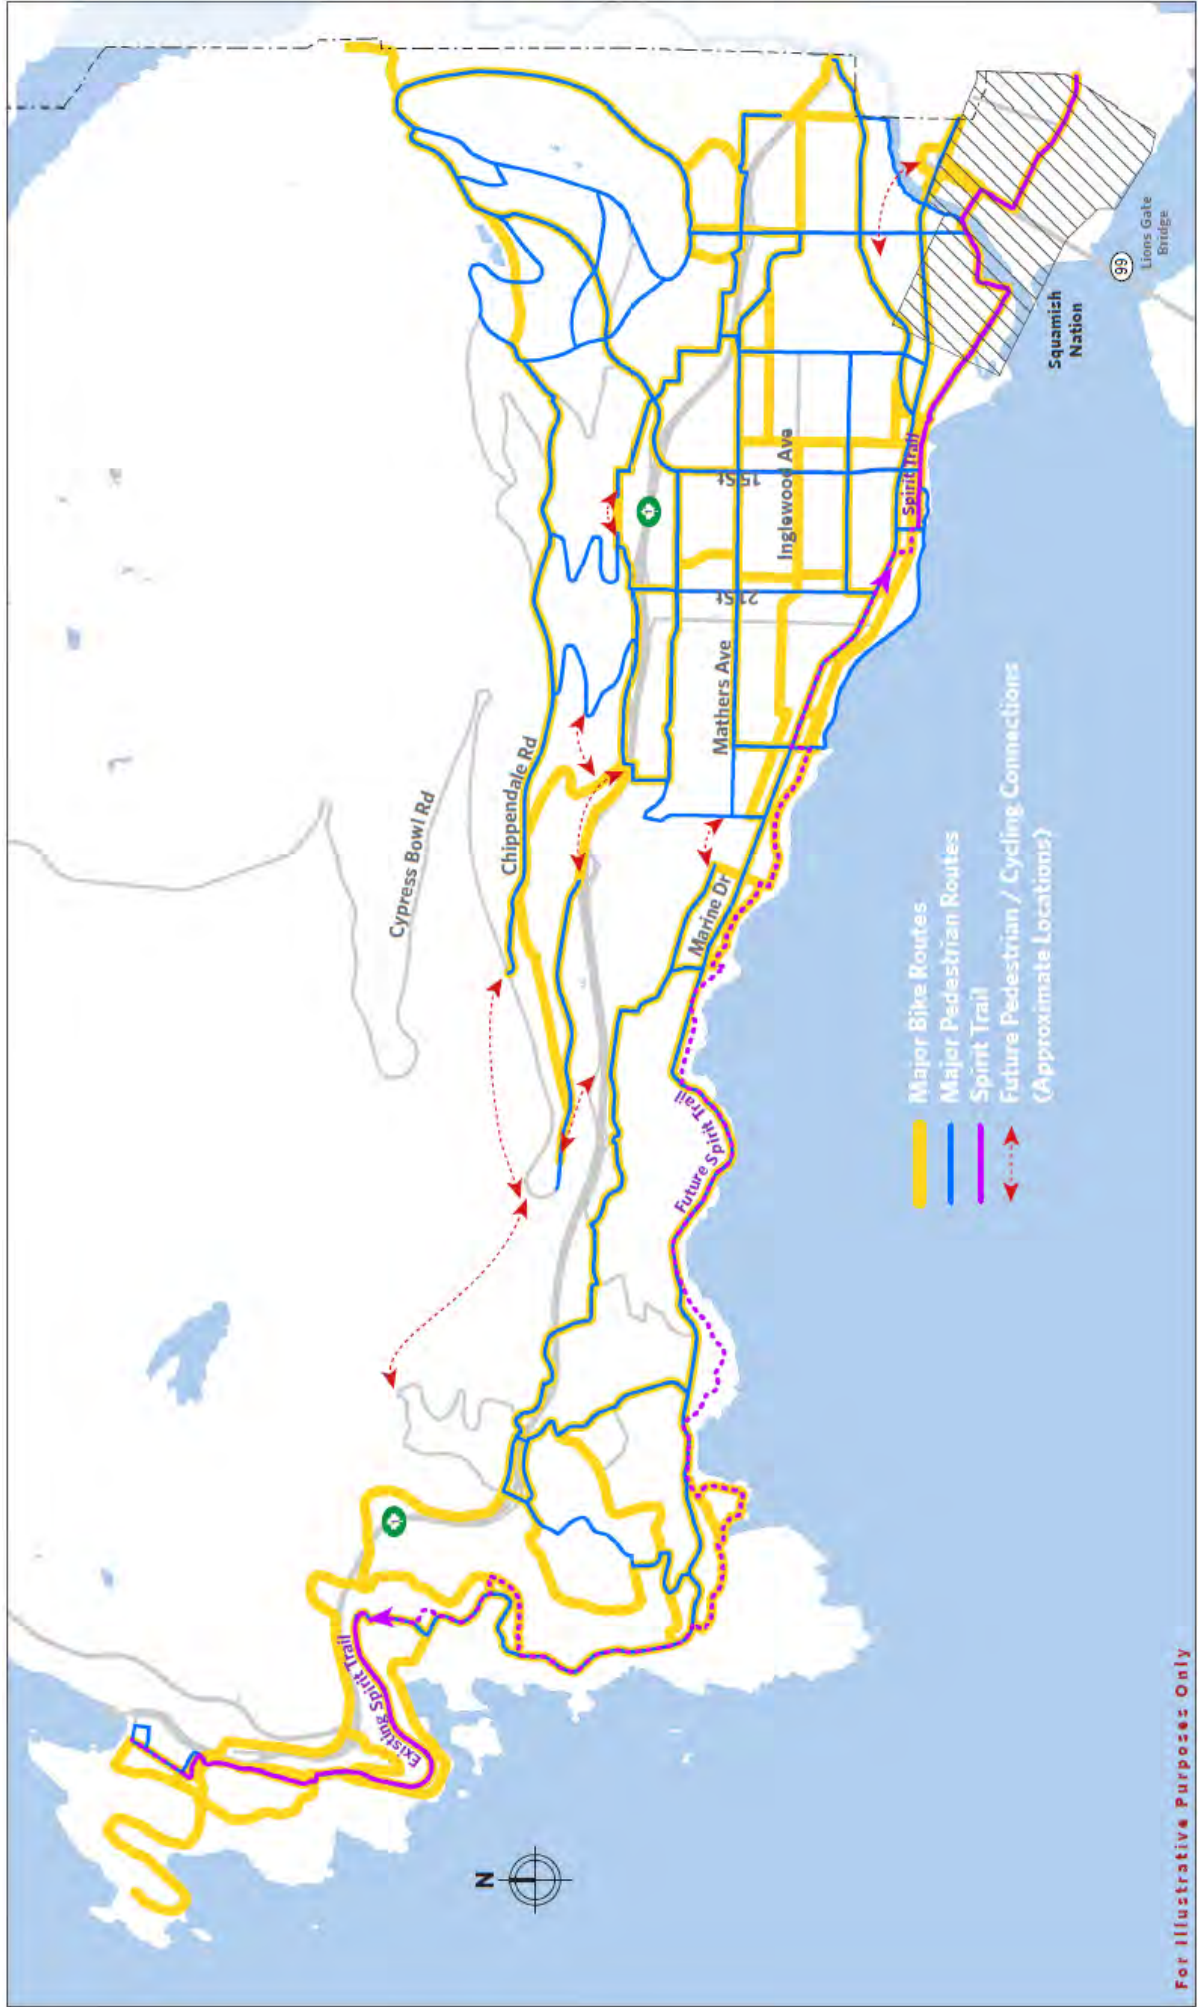 Cypress Bowl Rd
Chippendale Rd
Mathers Ave
Inglewood Ave
15 St
21 St
Marine Dr
Spirit Trail
Future Spirit Trail
Existing Spirit Trail
1
1
99
Lions Gate
Bridge
Squamish
Nation
Major Bike Routes
Major Pedestrian Routes
Spirit Trail
Future Pedestrian / Cycling Connections
(Approximate Locations)
N
For Illustrative Purposes Only